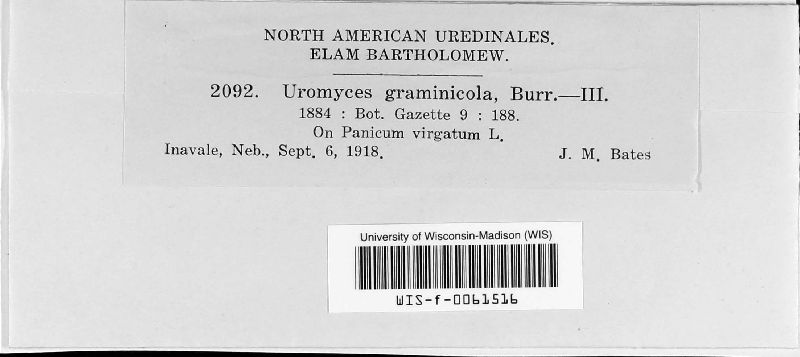 NORTH AMERICAN UREDINALES.
ELAM BARTHOLOMEW.
2092. Uromyces graminicola, Burr.—III.
1884 : Bot. Gazette 9 : 188.
On Panicum virgatum L.
Inavale, Neb., Sept. 6, 1918. J. M. Bates
University of Wisconsin-Madison (WIS)
WIS-f-0061516